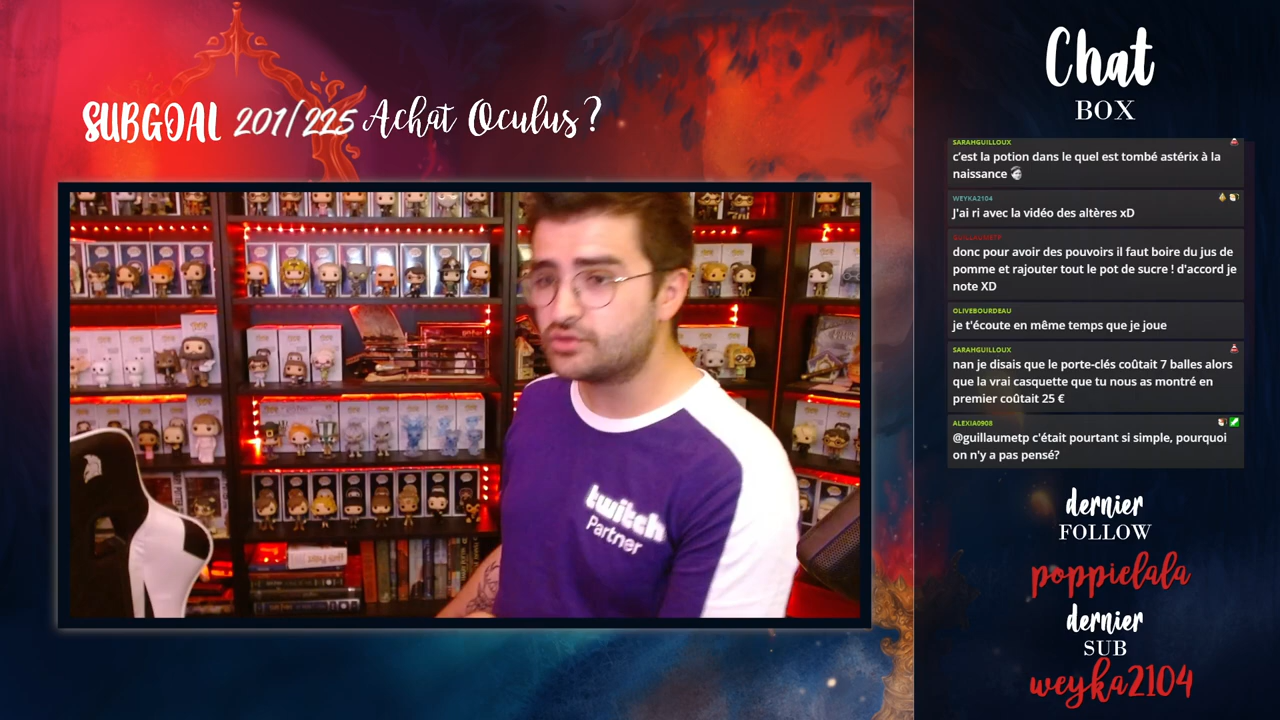 SUBGOAL 201/225 Achat Oculus?
twitch
Partner
Chat
BOX
SARAHGUILLOUX
c'est la potion dans le quel est tombé astérix à la
naissance
WEYKA2104
J'ai ri avec la vidéo des altères xD
GUILLAUMETP
donc pour avoir des pouvoirs il faut boire du jus de
pomme et rajouter tout le pot de sucre ! d'accord je
note XD
OLIVEBOURDEAU
je t'écoute en même temps que je joue
SARAHGUILLOUX
nan je disais que le porte-clés coûtait 7 balles alors
que la vrai casquette que tu nous as montré en
premier coûtait 25 €
ALEXIA0908
@guillaumetp c'était pourtant si simple, pourquoi
on n'y a pas pensé?
dernier
FOLLOW
poppielala
dernier
SUB
weyka2104